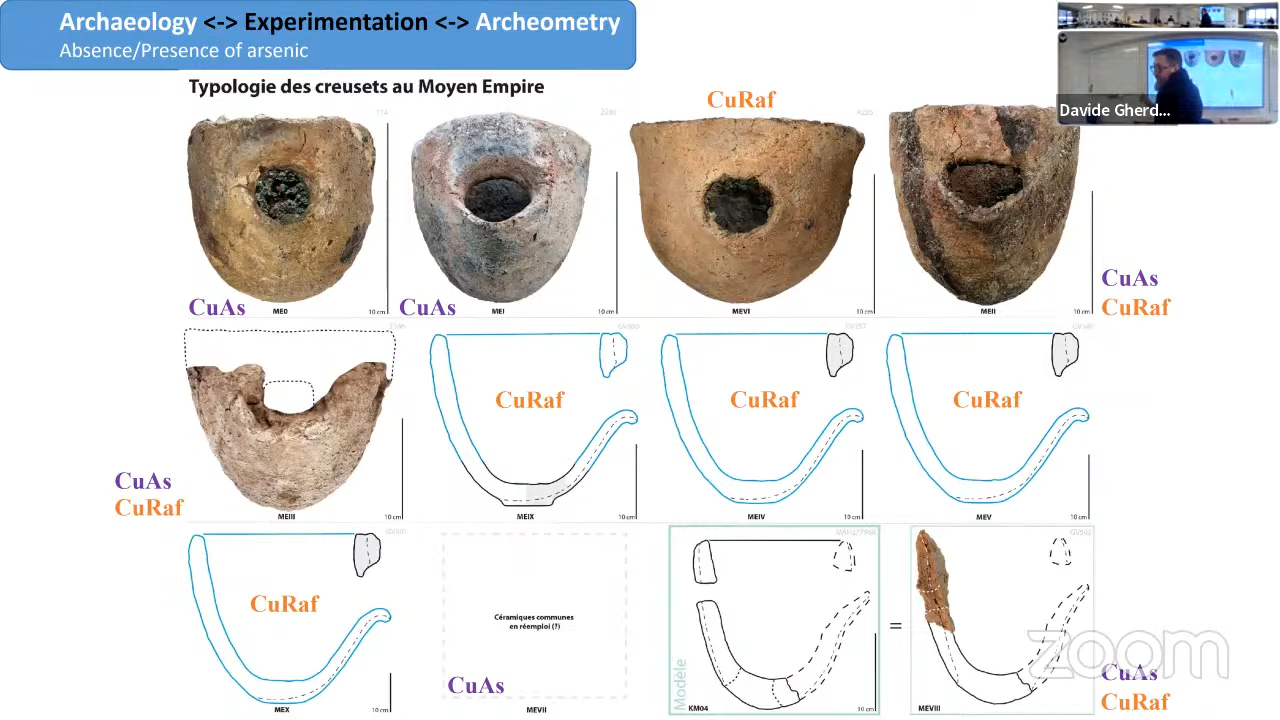 Archaeology <-> Experimentation <-> Archeometry
Absence/Presence of arsenic
Davide Gherd...
Typologie des creusets au Moyen Empire
CuRaf
CuAs
ME0
10 cm
CuAs
MEI
10 cm
MEVI
10 cm
MEII
10 cm
CuAs
CuRaf
CuAs
CuRaf
MEIII
10 cm
CuRaf
MEIX
10 cm
CuRaf
MEIV
10 cm
CuRaf
MEV
10 cm
CuRaf
MEX
10 cm
Céramiques communes
en réemploi (?)
CuAs
MEVII
Modèle
KM04
10 cm
=
MEVIII
zoom
CuAs
CuRaf